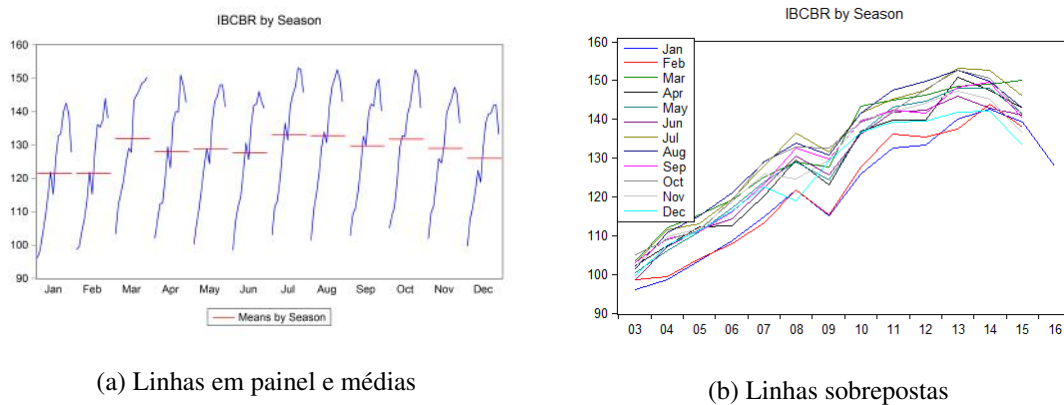 IBCBR by Season
160
150
140
130
120
110
100
90
Jan Feb Mar Apr May Jun Jul Aug Sep Oct Nov Dec
Means by Season
(a) Linhas em painel e médias
IBCBR by Season
160
150
140
130
120
110
100
90
Jan
Feb
Mar
Apr
May
Jun
Jul
Aug
Sep
Oct
Nov
Dec
03 04 05 06 07 08 09 10 11 12 13 14 15 16
(b) Linhas sobrepostas